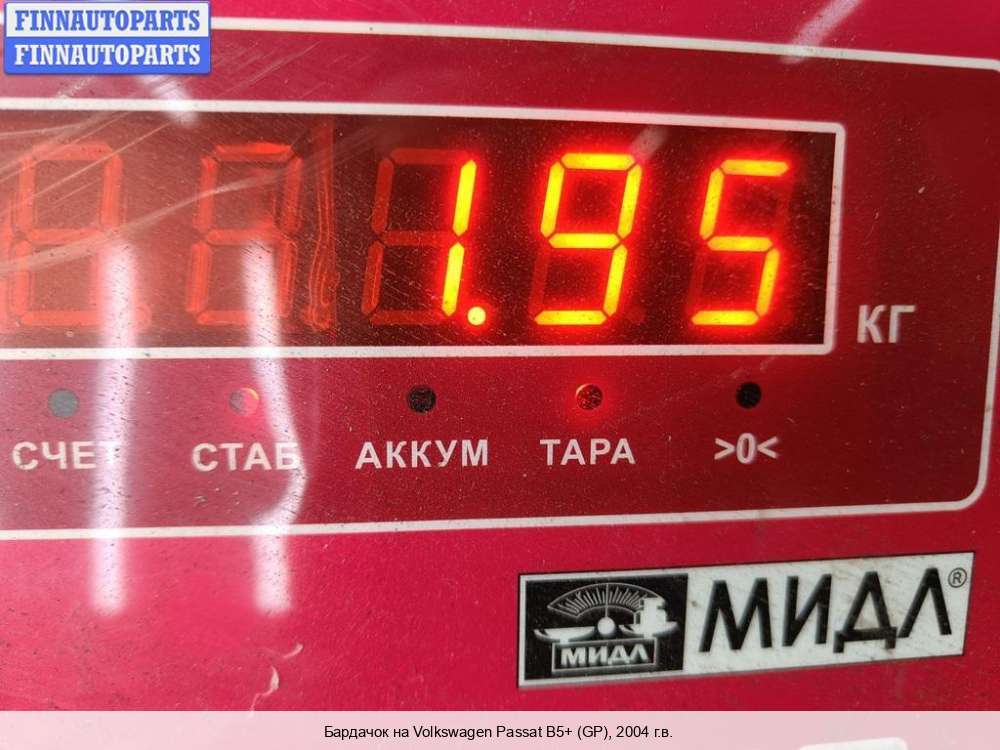 FINNAUTOPARTS
FINNAUTOPARTS
1.95
КГ
СЧЕТ СТАБ АККУМ ТАРА >0<
МИДЛ МИДЛ®
Бардачок на Volkswagen Passat B5+ (GP), 2004 г.в.